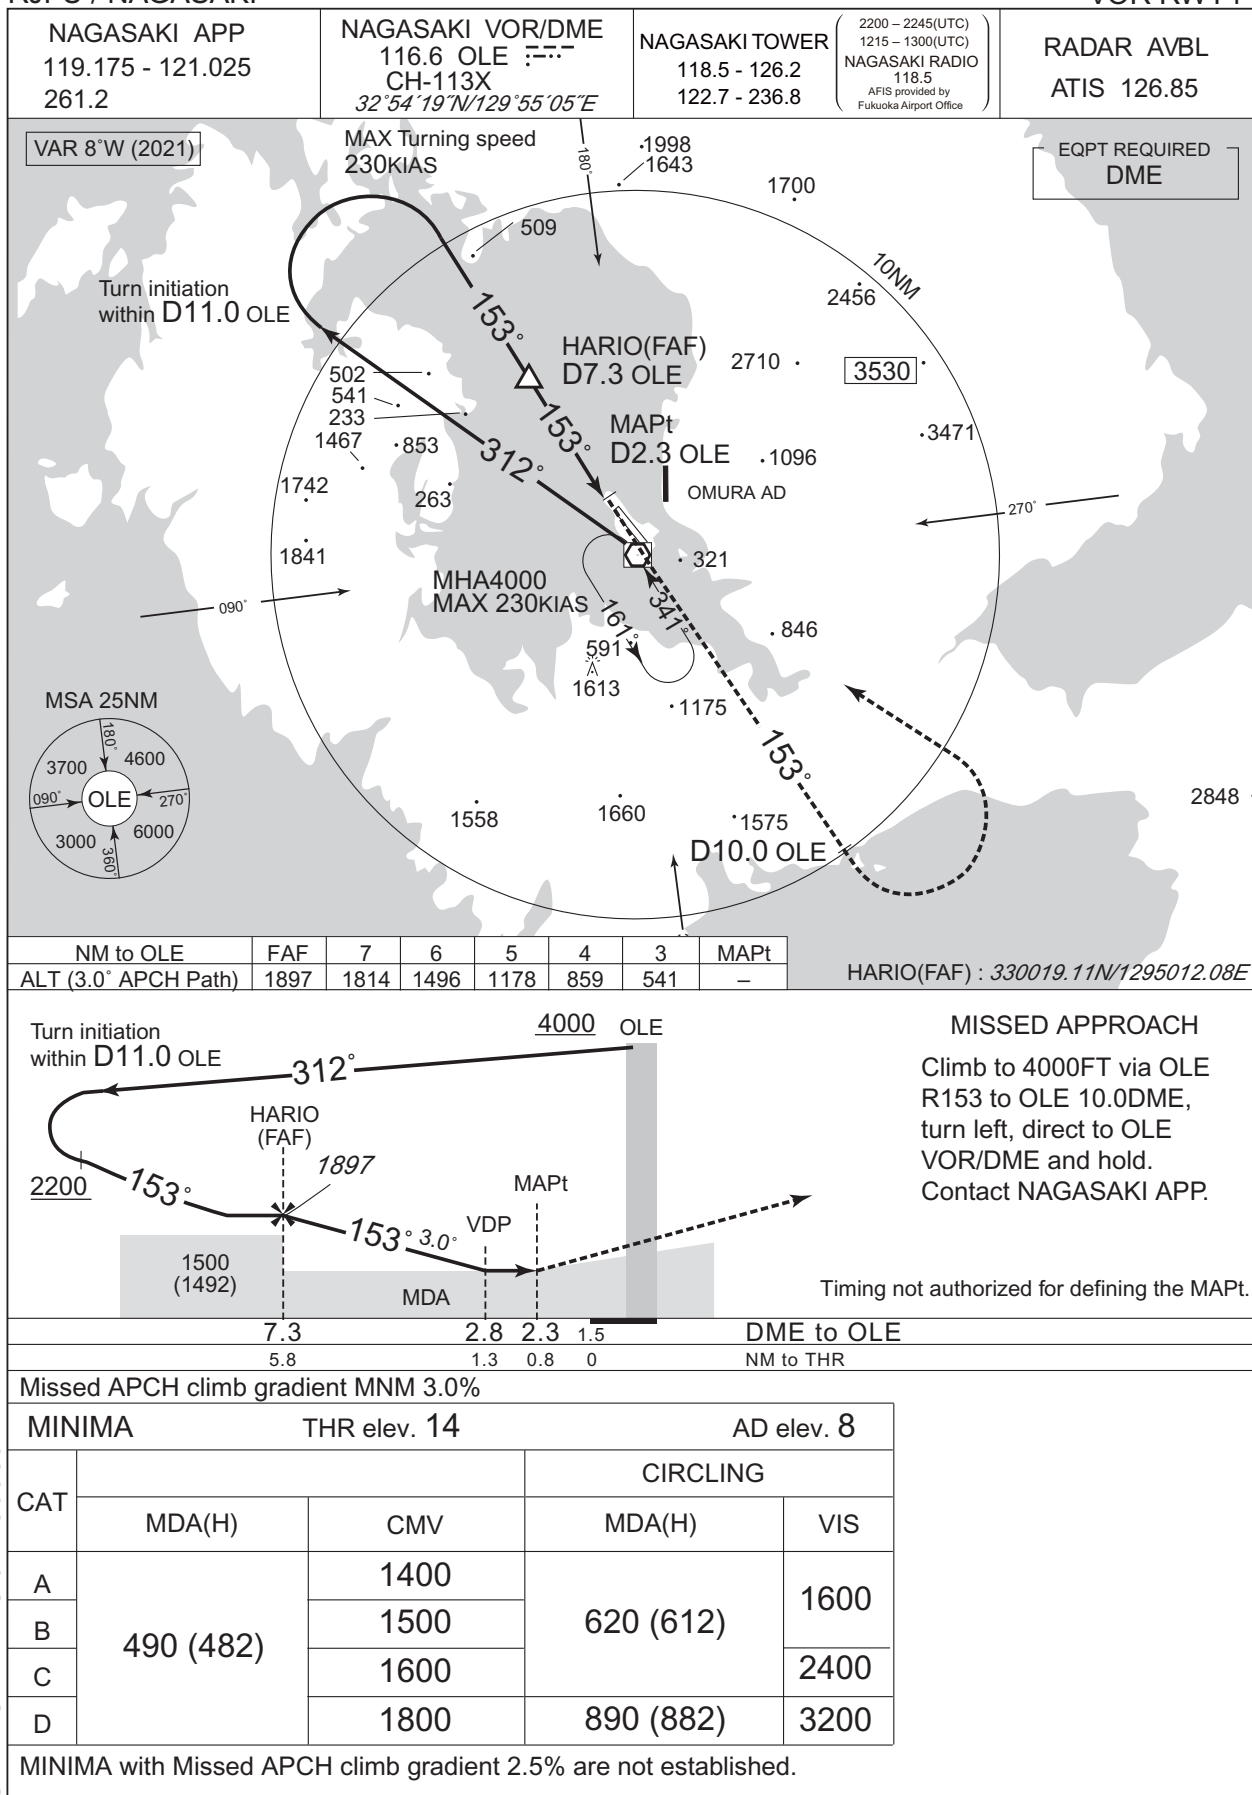 NAGASAKI APP
119.175 - 121.025
261.2
NAGASAKI VOR/DME
116.6 OLE
CH-113X
32°54´19˝N/129°55´05˝E
NAGASAKI TOWER
118.5 - 126.2
122.7 - 236.8
2200 – 2245(UTC)
1215 – 1300(UTC)
NAGASAKI RADIO
118.5
AFIS provided by
Fukuoka Airport Office
RADAR AVBL
ATIS 126.85
VAR 8°W (2021)
MAX Turning speed
230KIAS
180°
1998
1643
1700
EQPT REQUIRED
DME
509
10NM
2456
Turn initiation
within D11.0 OLE
153°
HARIO(FAF)
D7.3 OLE
2710
3530
502
541
233
1467
853
153°
MAPt
D2.3 OLE
3471
1096
312°
OMURA AD
1742
263
270°
1841
321
MHA4000
MAX 230KIAS
090°
161°
341°
846
591
1613
1175
MSA 25NM
180°
3700
4600
090°
OLE
270°
3000
6000
360°
153°
2848
1558
1660
1575
D10.0 OLE
NM to OLE FAF 7 6 5 4 3 MAPt
ALT (3.0° APCH Path) 1897 1814 1496 1178 859 541 –
HARIO(FAF) : 330019.11N/1295012.08E
Turn initiation
within D11.0 OLE
4000 OLE
312°
HARIO
(FAF)
1897
2200
153°
MAPt
VDP
153° 3.0°
1500
(1492)
MDA
MISSED APPROACH
Climb to 4000FT via OLE
R153 to OLE 10.0DME,
turn left, direct to OLE
VOR/DME and hold.
Contact NAGASAKI APP.
Timing not authorized for defining the MAPt.
7.3 2.8 2.3 1.5 DME to OLE
5.8 1.3 0.8 0 NM to THR
Missed APCH climb gradient MNM 3.0%
MINIMA THR elev. 14 AD elev. 8
CAT CIRCLING
MDA(H) CMV MDA(H) VIS
A 1400 1600
B 490 (482) 1500 620 (612)
C 1600 2400
D 1800 890 (882) 3200
MINIMA with Missed APCH climb gradient 2.5% are not established.